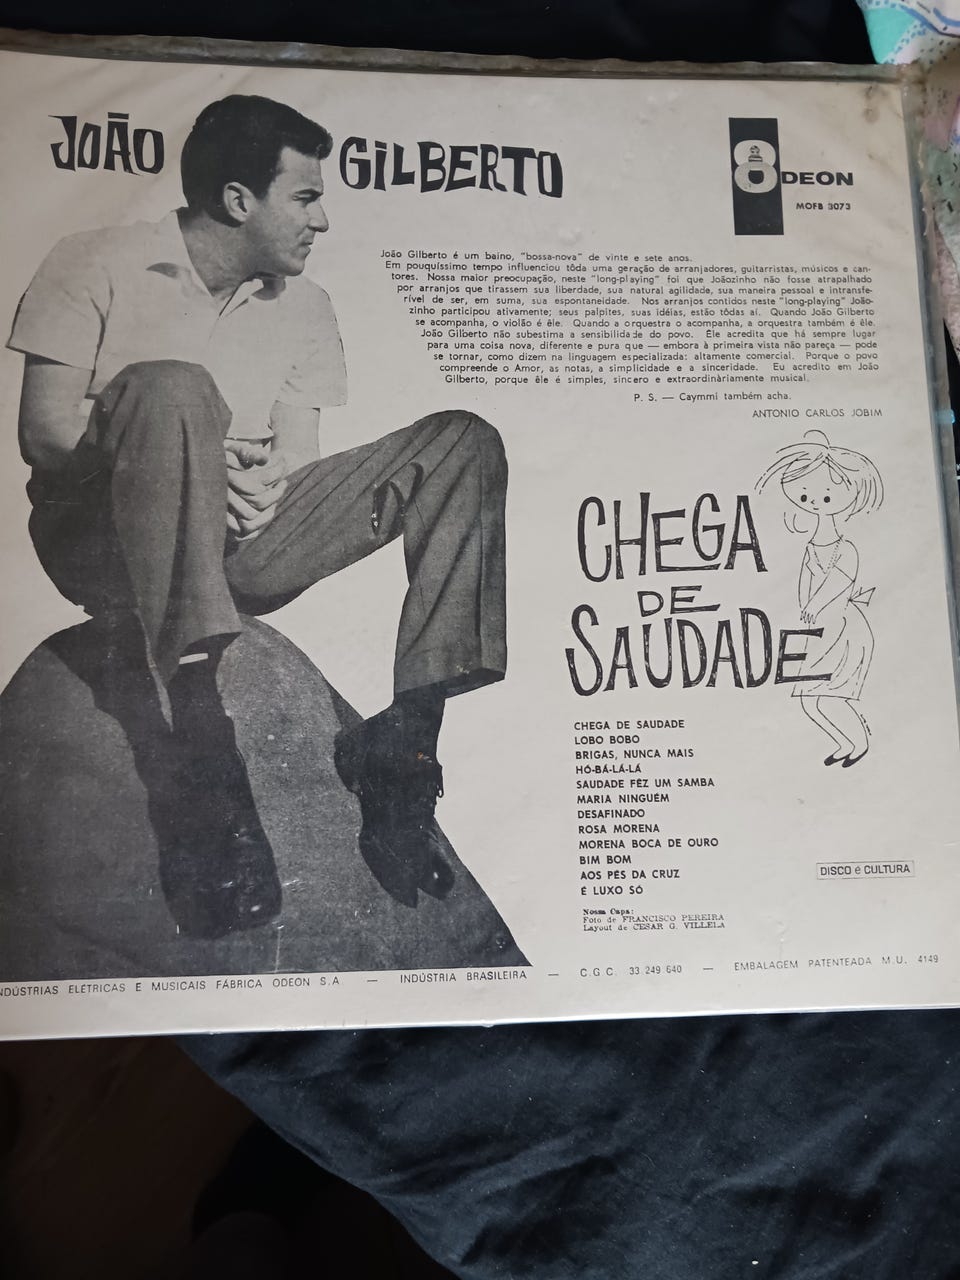 JOÃO GILBERTO
8 ODEON
MOFB 3073
João Gilberto é um baino, "bossa-nova" de vinte e sete anos.
Em pouquíssimo tempo influenciou tôda uma geração de arranjadores, guitarristas, músicos e can-
tores. Nossa maior preocupação, neste "long-playing" foi que Joãozinho não fosse atrapalhado
por arranjos que tirassem sua liberdade, sua natural agilidade, sua maneira pessoal e intransfe-
rível de ser, em suma, sua espontaneidade. Nos arranjos contidos neste "long-playing" João-
zinho participou ativamente; seus palpites, suas idéias, estão tôdas aí. Quando João Gilberto
se acompanha, o violão é êle. Quando a orquestra o acompanha, a orquestra também é êle.
João Gilberto não subestima a sensibilidade do povo. Êle acredita que há sempre lugar
para uma coisa nova, diferente e pura que — embora à primeira vista não pareça — pode
se tornar, como dizem na linguagem especializada: altamente comercial. Porque o povo
compreende o Amor, as notas, a simplicidade e a sinceridade. Eu acredito em João
Gilberto, porque êle é simples, sincero e extraordinàriamente musical.
P. S. — Caymmi também acha.
ANTONIO CARLOS JOBIM
CHEGA
DE
SAUDADE
CHEGA DE SAUDADE
LOBO BOBO
BRIGAS, NUNCA MAIS
HÓ-BÁ-LÁ-LÁ
SAUDADE FÊZ UM SAMBA
MARIA NINGUÉM
DESAFINADO
ROSA MORENA
MORENA BOCA DE OURO
BIM BOM
AOS PÉS DA CRUZ
É LUXO SÓ
DISCO é CULTURA
Nossa Capa:
Foto de FRANCISCO PEREIRA
Layout de CESAR G. VILLELA
NDÚSTRIAS ELÉTRICAS E MUSICAIS FÁBRICA ODEON S.A — INDÚSTRIA BRASILEIRA — C.G.C. 33 249 640 — EMBALAGEM PATENTEADA M.U. 4149